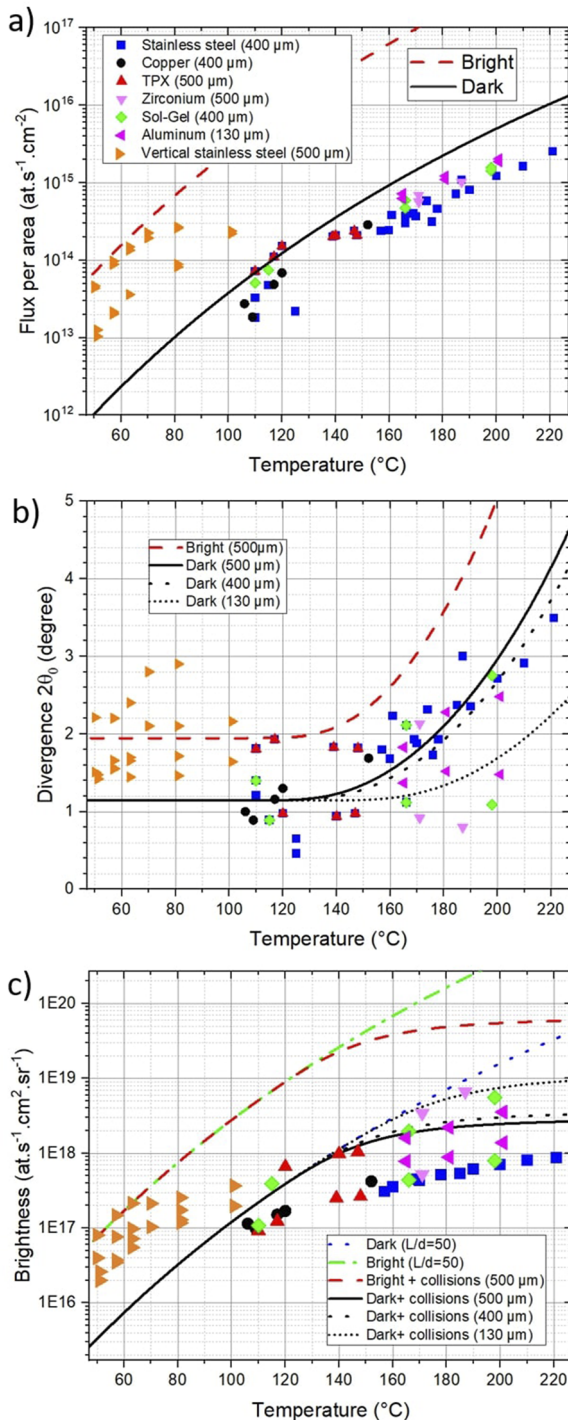 a)
10^17
10^16
10^15
10^14
10^13
10^12
Flux per area (at.s^-1.cm^-2)
Stainless steel (400 µm)
Copper (400 µm)
TPX (500 µm)
Zirconium (500 µm)
Sol-Gel (400 µm)
Aluminum (130 µm)
Vertical stainless steel (500 µm)
Bright
Dark
60 80 100 120 140 160 180 200 220
Temperature (°C)
b)
5
4
3
2
1
0
Divergence 2θ₀ (degree)
Bright (500µm)
Dark (500 µm)
Dark (400 µm)
Dark (130 µm)
60 80 100 120 140 160 180 200 220
Temperature (°C)
c)
1E20
1E19
1E18
1E17
1E16
Brightness (at.s^-1.cm^2.sr^-1)
Dark (L/d=50)
Bright (L/d=50)
Bright + collisions (500 µm)
Dark+ collisions (500 µm)
Dark+ collisions (400 µm)
Dark+ collisions (130 µm)
60 80 100 120 140 160 180 200 220
Temperature (°C)